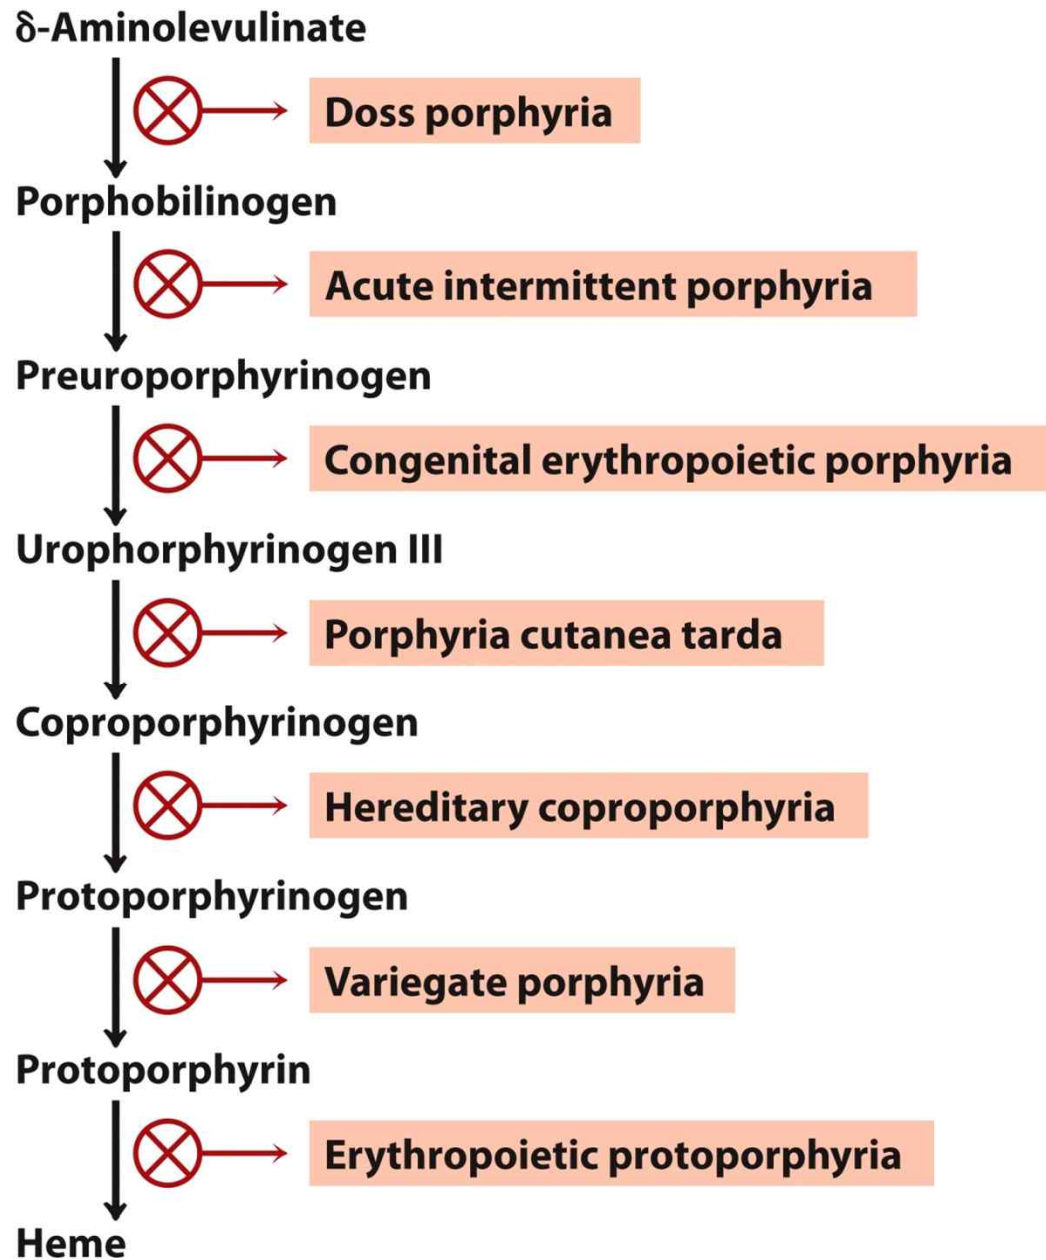 δ-Aminolevulinate
Doss porphyria
Porphobilinogen
Acute intermittent porphyria
Preuroporphyrinogen
Congenital erythropoietic porphyria
Urophorphyrinogen III
Porphyria cutanea tarda
Coproporphyrinogen
Hereditary coproporphyria
Protoporphyrinogen
Variegate porphyria
Protoporphyrin
Erythropoietic protoporphyria
Heme